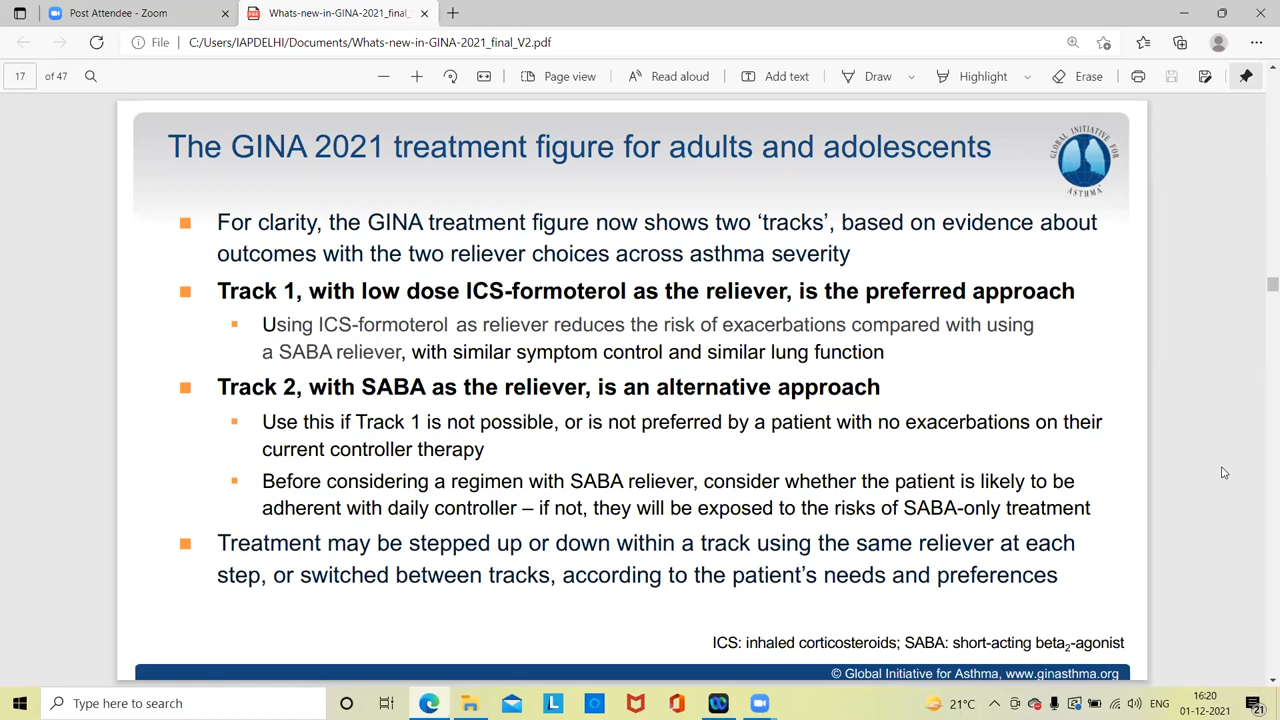 Post Attendee - Zoom
Whats-new-in-GINA-2021_final_
File
C:/Users/IAPDELHI/Documents/Whats-new-in-GINA-2021_final_V2.pdf
17 of 47
Page view
Read aloud
Add text
Draw
Highlight
Erase
The GINA 2021 treatment figure for adults and adolescents
GLOBAL INITIATIVE FOR ASTHMA
For clarity, the GINA treatment figure now shows two ‘tracks’, based on evidence about
outcomes with the two reliever choices across asthma severity
Track 1, with low dose ICS-formoterol as the reliever, is the preferred approach
Using ICS-formoterol as reliever reduces the risk of exacerbations compared with using
a SABA reliever, with similar symptom control and similar lung function
Track 2, with SABA as the reliever, is an alternative approach
Use this if Track 1 is not possible, or is not preferred by a patient with no exacerbations on their
current controller therapy
Before considering a regimen with SABA reliever, consider whether the patient is likely to be
adherent with daily controller – if not, they will be exposed to the risks of SABA-only treatment
Treatment may be stepped up or down within a track using the same reliever at each
step, or switched between tracks, according to the patient’s needs and preferences
ICS: inhaled corticosteroids; SABA: short-acting beta2-agonist
© Global Initiative for Asthma, www.ginasthma.org
Type here to search
21°C
16:20
01-12-2021
21